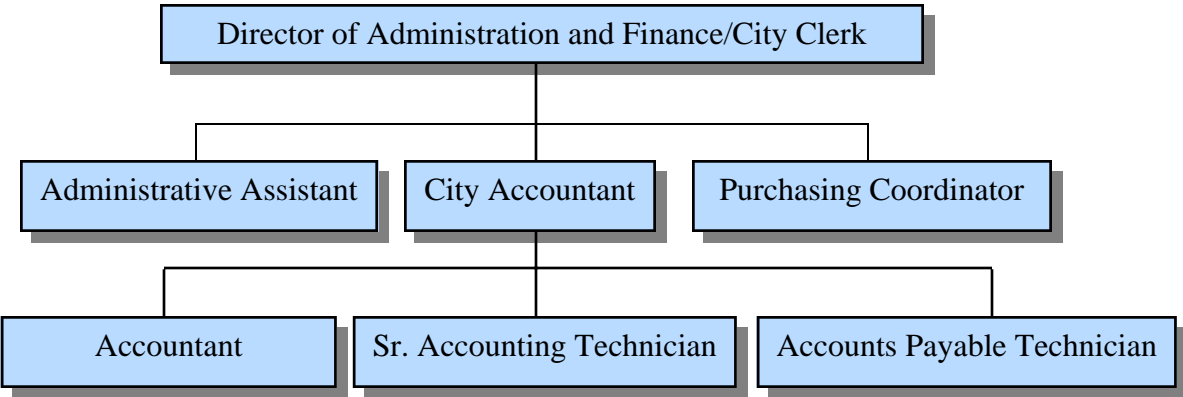 Director of Administration and Finance/City Clerk
Administrative Assistant
City Accountant
Purchasing Coordinator
Accountant
Sr. Accounting Technician
Accounts Payable Technician